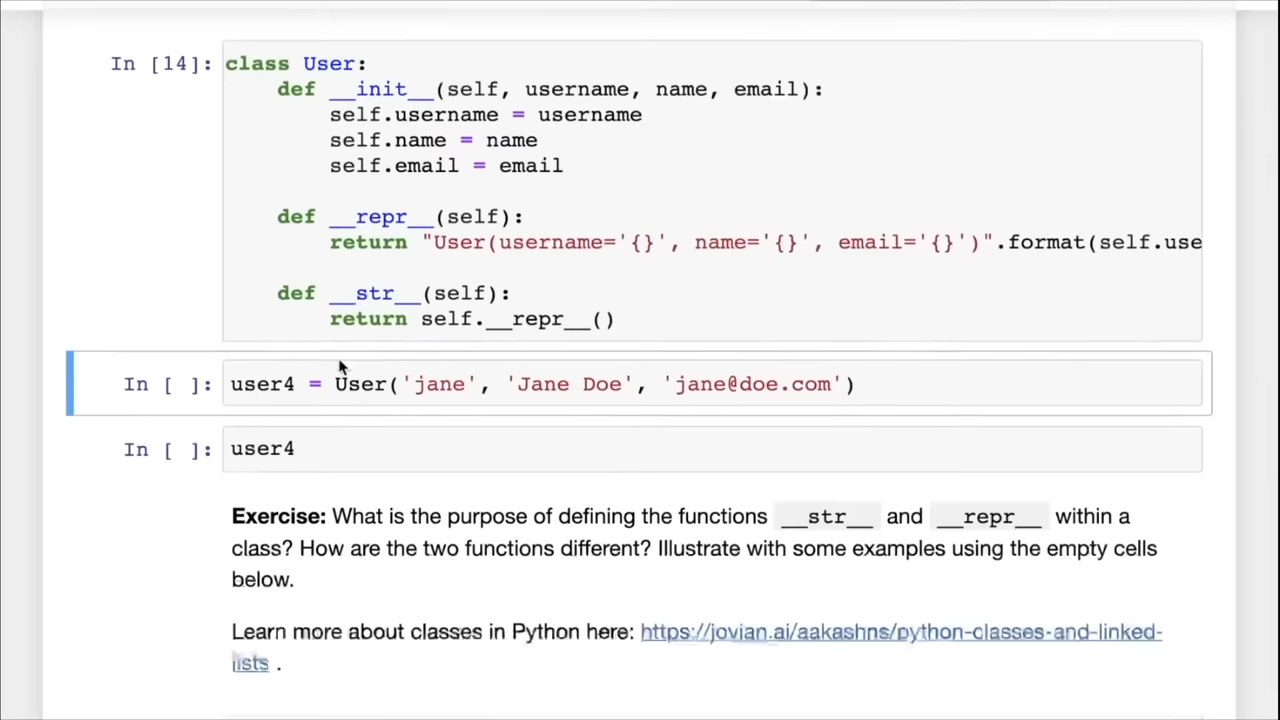 In [14]: class User:
def __init__(self, username, name, email):
self.username = username
self.name = name
self.email = email
def __repr__(self):
return "User(username='{}', name='{}', email='{}')".format(self.use
def __str__(self):
return self.__repr__()
In [ ]: user4 = User('jane', 'Jane Doe', 'jane@doe.com')
In [ ]: user4
Exercise: What is the purpose of defining the functions __str__ and __repr__ within a
class? How are the two functions different? Illustrate with some examples using the empty cells
below.
Learn more about classes in Python here: https://jovian.ai/aakashns/python-classes-and-linked-
lists .